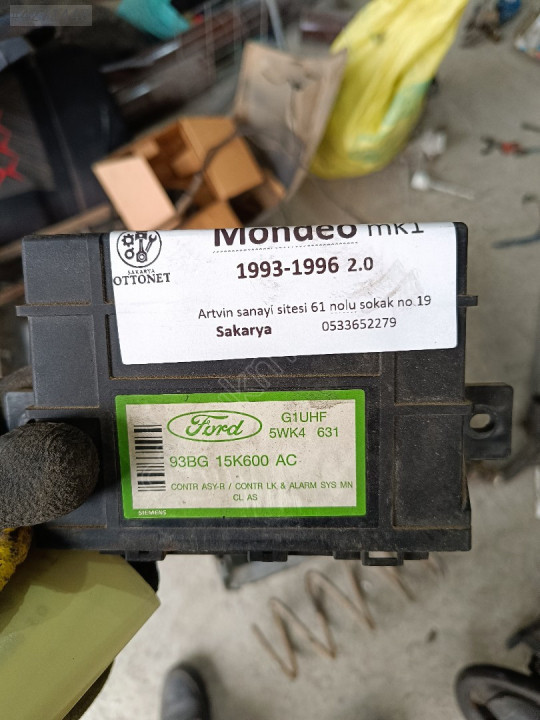 Mondeo mk1
SAKARYA
OTTONET
1993-1996 2.0
Artvin sanayi sitesi 61 nolu sokak no.19
Sakarya 0533652279
Ford
G1UHF
5WK4 631
93BG 15K600 AC
CONTR ASY-R / CONTR LK & ALARM SYS MN
CL AS
SIEMENS